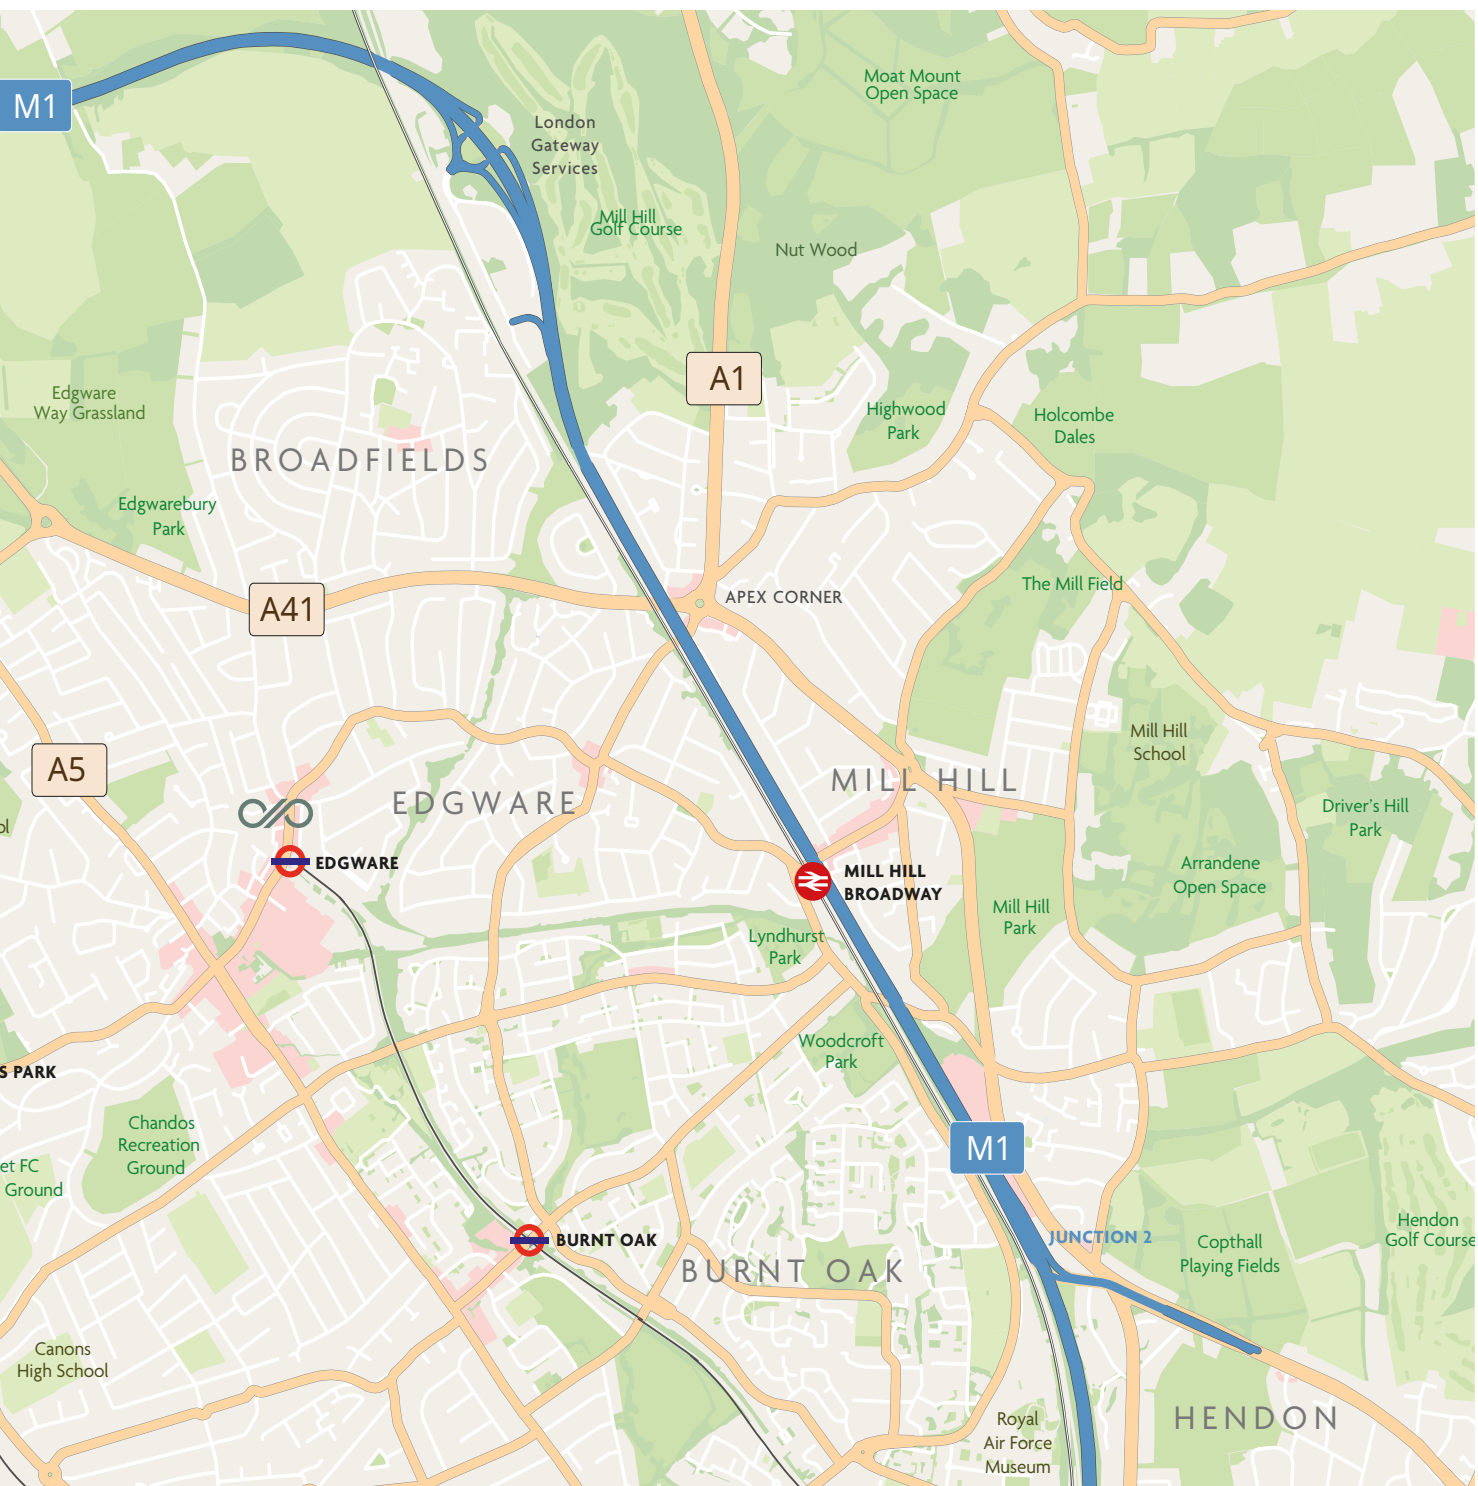 M1
London
Gateway
Services
Moat Mount
Open Space
Mill Hill
Golf Course
Nut Wood
A1
Edgware
Way Grassland
BROADFIELDS
Highwood
Park
Holcombe
Dales
Edgwarebury
Park
A41
APEX CORNER
The Mill Field
A5
EDGWARE
MILL HILL
Mill Hill
School
Driver's Hill
Park
ol
EDGWARE
MILL HILL
BROADWAY
Arrandene
Open Space
Mill Hill
Park
Lyndhurst
Park
Woodcroft
Park
S PARK
Chandos
Recreation
Ground
et FC
Ground
M1
BURNT OAK
BURNT OAK
JUNCTION 2
Copthall
Playing Fields
Hendon
Golf Course
Canons
High School
Royal
Air Force
Museum
HENDON